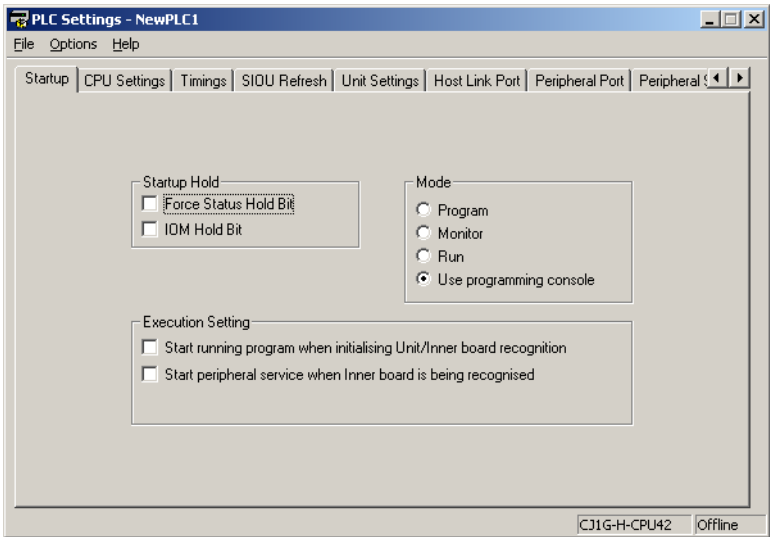 PLC Settings - NewPLC1
File Options Help
Startup CPU Settings Timings SIOU Refresh Unit Settings Host Link Port Peripheral Port Peripheral
Startup Hold
Force Status Hold Bit
IOM Hold Bit
Mode
Program
Monitor
Run
Use programming console
Execution Setting
Start running program when initialising Unit/Inner board recognition
Start peripheral service when Inner board is being recognised
CJ1G-H-CPU42 Offline